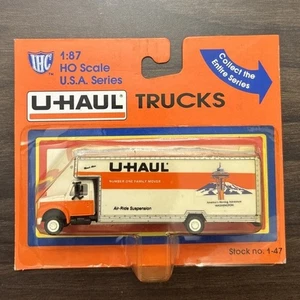 IHC
1:87
HO Scale
U.S.A. Series
Collect the
Entire Series
U-HAUL TRUCKS
U-HAUL
Air-Ride Suspension
Stock no. 1-47